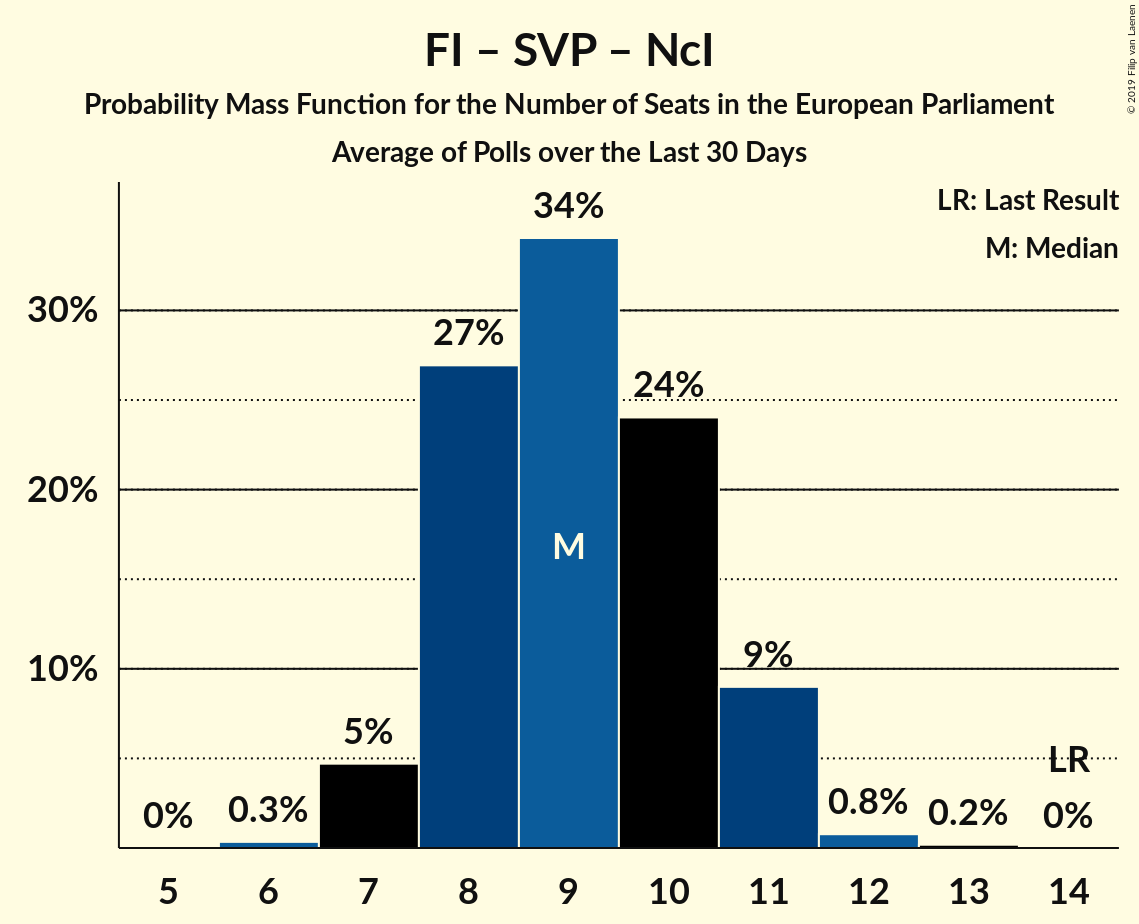 FI – SVP – NcI
Probability Mass Function for the Number of Seats in the European Parliament
Average of Polls over the Last 30 Days
© 2019 Filip van Laenen
LR: Last Result
M: Median
34%
30%
27%
24%
20%
M
10%
9%
5%
LR
0%
0.3%
0.8%
0.2%
0%
5 6 7 8 9 10 11 12 13 14